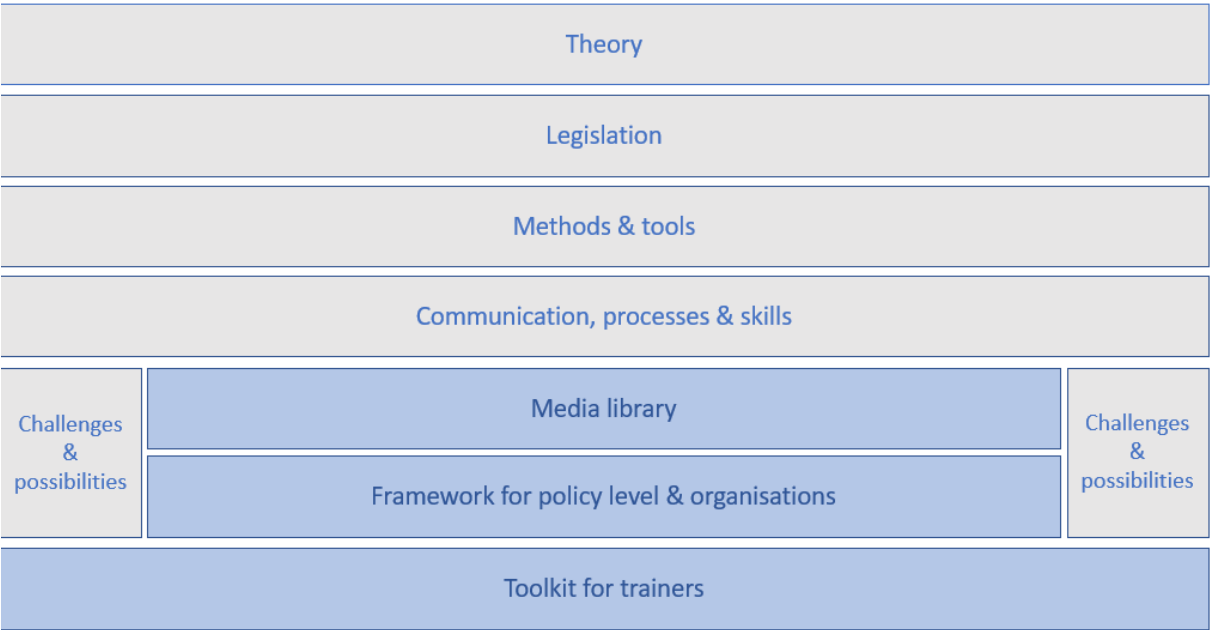 Theory
Legislation
Methods & tools
Communication, processes & skills
Challenges
&
possibilities
Media library
Framework for policy level & organisations
Challenges
&
possibilities
Toolkit for trainers